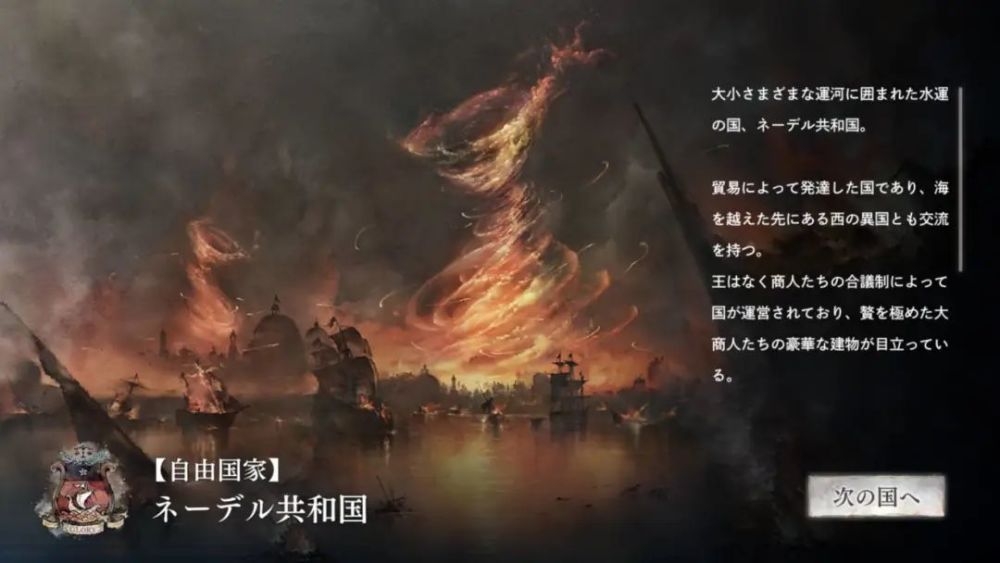 大小さまざまな運河に囲まれた水運
の国、ネーデル共和国。
貿易によって発達した国であり、海
を越えた先にある西の異国とも交流
を持つ。
王はなく商人たちの合議制によって
国が運営されており、贅を極めた大
商人たちの豪華な建物が目立ってい
る。
【自由国家】
ネーデル共和国
GLORY
次の国へ